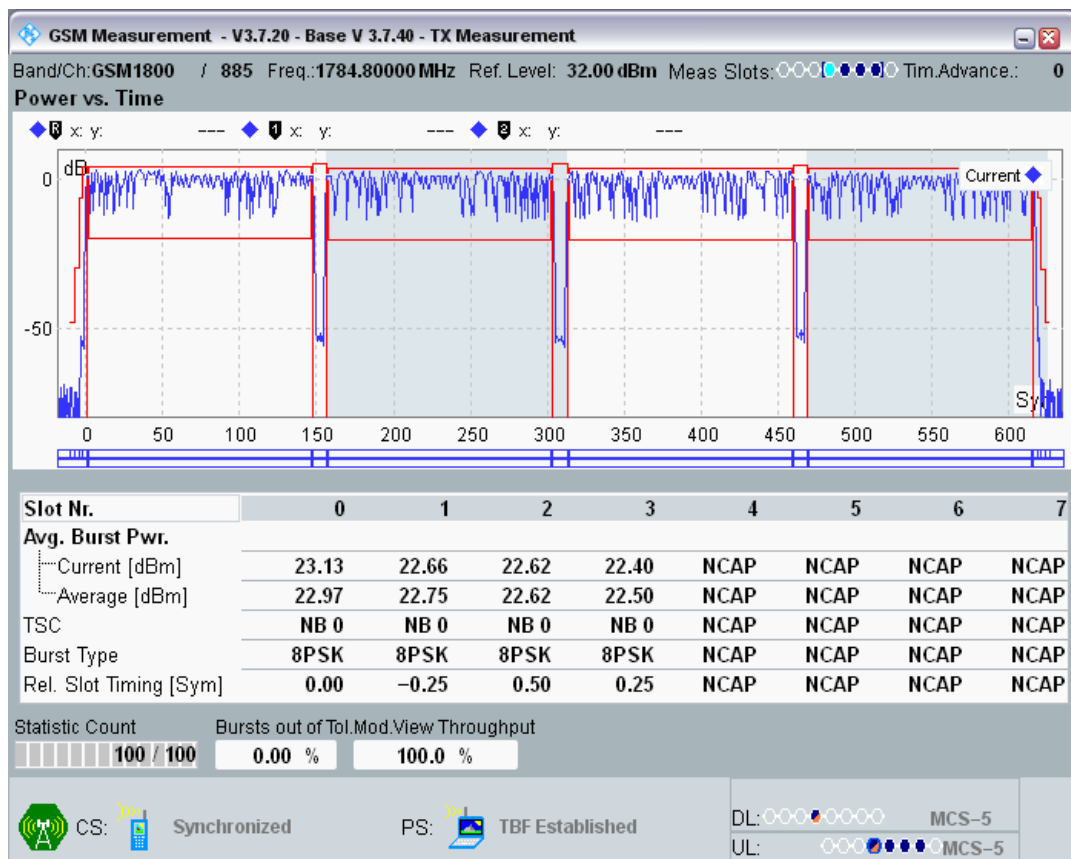 GSM Measurement - V3.7.20 - Base V 3.7.40 - TX Measurement
Band/Ch:GSM1800 / 885 Freq.:1784.80000 MHz Ref. Level: 32.00 dBm Meas Slots: Tim.Advance.: 0
Power vs. Time
R x: y: --- 1 x: y: --- 2 x: y: ---
dB
Current
0
-50
Sy
0 50 100 150 200 250 300 350 400 450 500 550 600
Slot Nr. 0 1 2 3 4 5 6 7
Avg. Burst Pwr.
Current [dBm] 23.13 22.66 22.62 22.40 NCAP NCAP NCAP NCAP
Average [dBm] 22.97 22.75 22.62 22.50 NCAP NCAP NCAP NCAP
TSC NB 0 NB 0 NB 0 NB 0 NCAP NCAP NCAP NCAP
Burst Type 8PSK 8PSK 8PSK 8PSK NCAP NCAP NCAP NCAP
Rel. Slot Timing [Sym] 0.00 −0.25 0.50 0.25 NCAP NCAP NCAP NCAP
Statistic Count Bursts out of Tol.Mod.View Throughput
100 / 100 0.00 % 100.0 %
CS: Synchronized PS: TBF Established
DL: MCS−5
UL: MCS−5